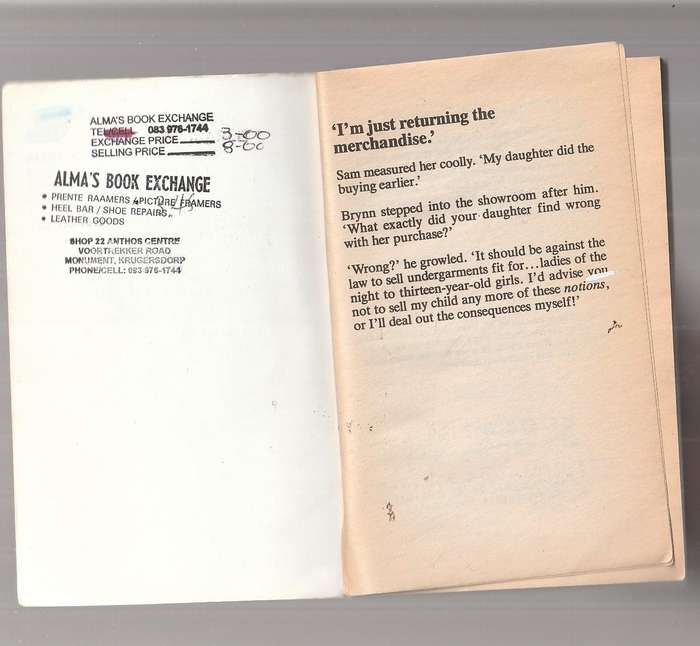 ALMA'S BOOK EXCHANGE
TEL/CELL 083 976-1744
EXCHANGE PRICE 3-00
SELLING PRICE 8-00
ALMA'S BOOK EXCHANGE
• PRENTE RAAMERS / PICTURE FRAMERS
• HEEL BAR / SHOE REPAIRS
• LEATHER GOODS
SHOP 22 ANTHOS CENTRE
VOORTREKKER ROAD
MONUMENT, KRUGERSDORP
PHONE/CELL: 083 976-1744
‘I'm just returning the
merchandise.’
Sam measured her coolly. ‘My daughter did the
buying earlier.’
Brynn stepped into the showroom after him.
‘What exactly did your daughter find wrong
with her purchase?’
‘Wrong?’ he growled. ‘It should be against the
law to sell undergarments fit for…ladies of the
night to thirteen-year-old girls. I'd advise you
not to sell my child any more of these notions,
or I'll deal out the consequences myself!’